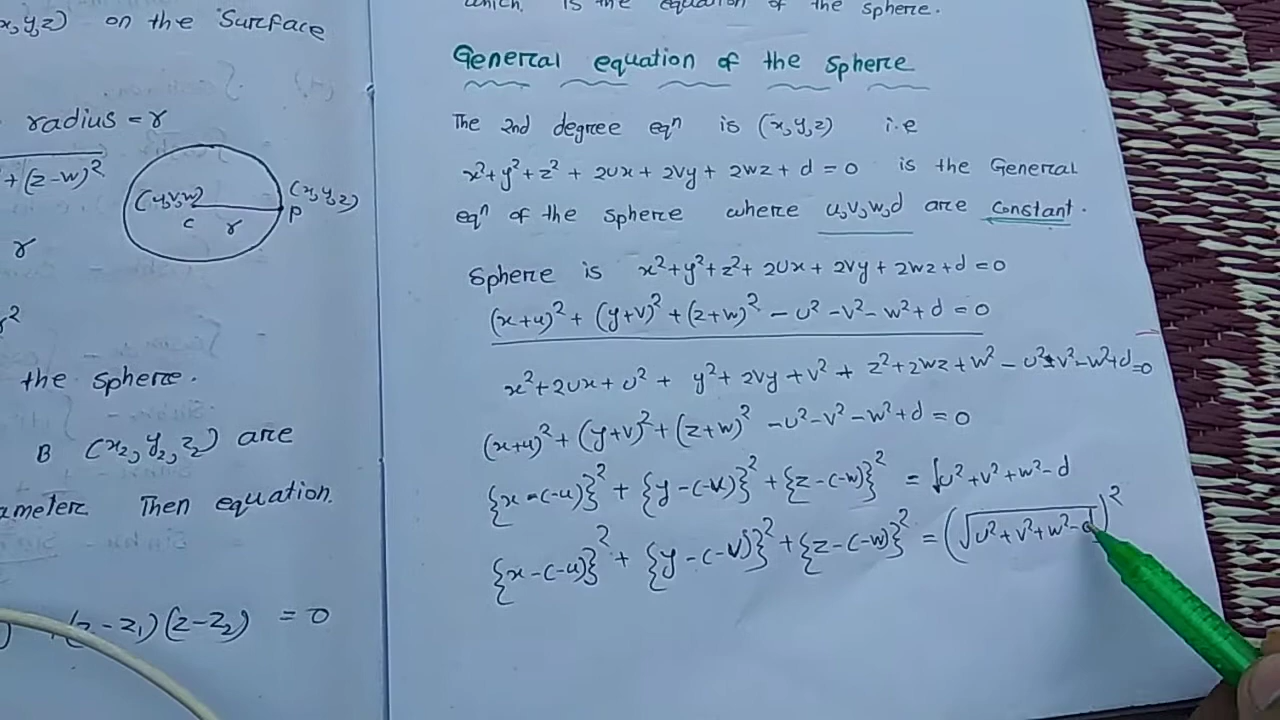 x,y,z) on the Surface
radius = r
+ (z-w)²
(u,v,w)
(x,y,z)
C
r
P
r
r²
the sphere.
B (x₂, y₂, z₂) are
Then equation.
(z-z₁)(z-z₂) = 0
which is the equation of the sphere.
General equation of the sphere
The 2nd degree eqⁿ is (x,y,z) i.e
x²+y²+z² + 2ux + 2vy + 2wz + d = 0 is the General
eqⁿ of the sphere where u,v,w,d are constant.
Sphere is x²+y²+z²+ 2ux + 2vy + 2wz + d = 0
(x+u)² + (y+v)² + (z+w)² - u² - v² - w² + d = 0
x²+2ux+u² + y²+2vy+v² + z²+2wz+w² - u²-v²-w²+d=0
(x+u)² + (y+v)² + (z+w)² -u²-v²-w²+d = 0
{x-(-u)}² + {y-(-v)}² + {z-(-w)}² = √u²+v²+w²-d
{x-(-u)}² + {y-(-v)}² + {z-(-w)}² = (√u²+v²+w²-d)²